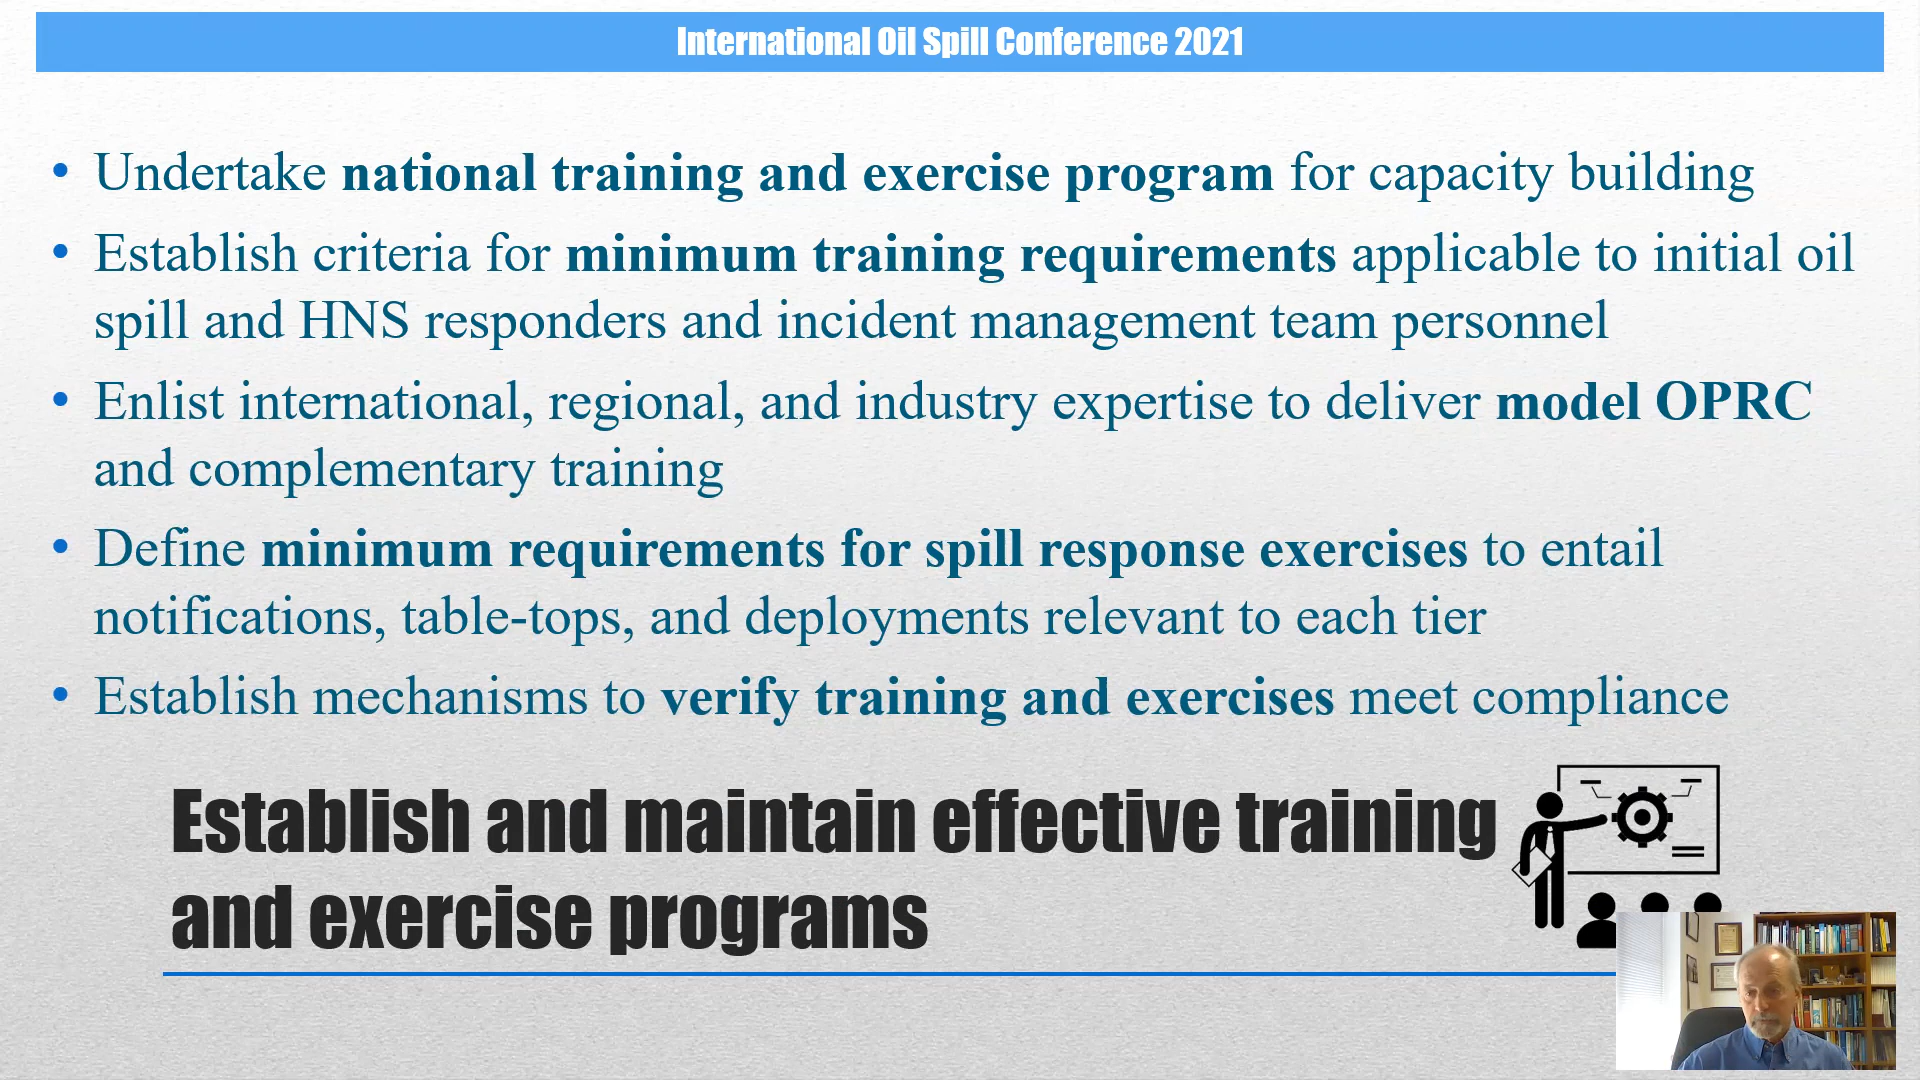 International Oil Spill Conference 2021
• Undertake national training and exercise program for capacity building
• Establish criteria for minimum training requirements applicable to initial oil
spill and HNS responders and incident management team personnel
• Enlist international, regional, and industry expertise to deliver model OPRC
and complementary training
• Define minimum requirements for spill response exercises to entail
notifications, table-tops, and deployments relevant to each tier
• Establish mechanisms to verify training and exercises meet compliance
Establish and maintain effective training
and exercise programs